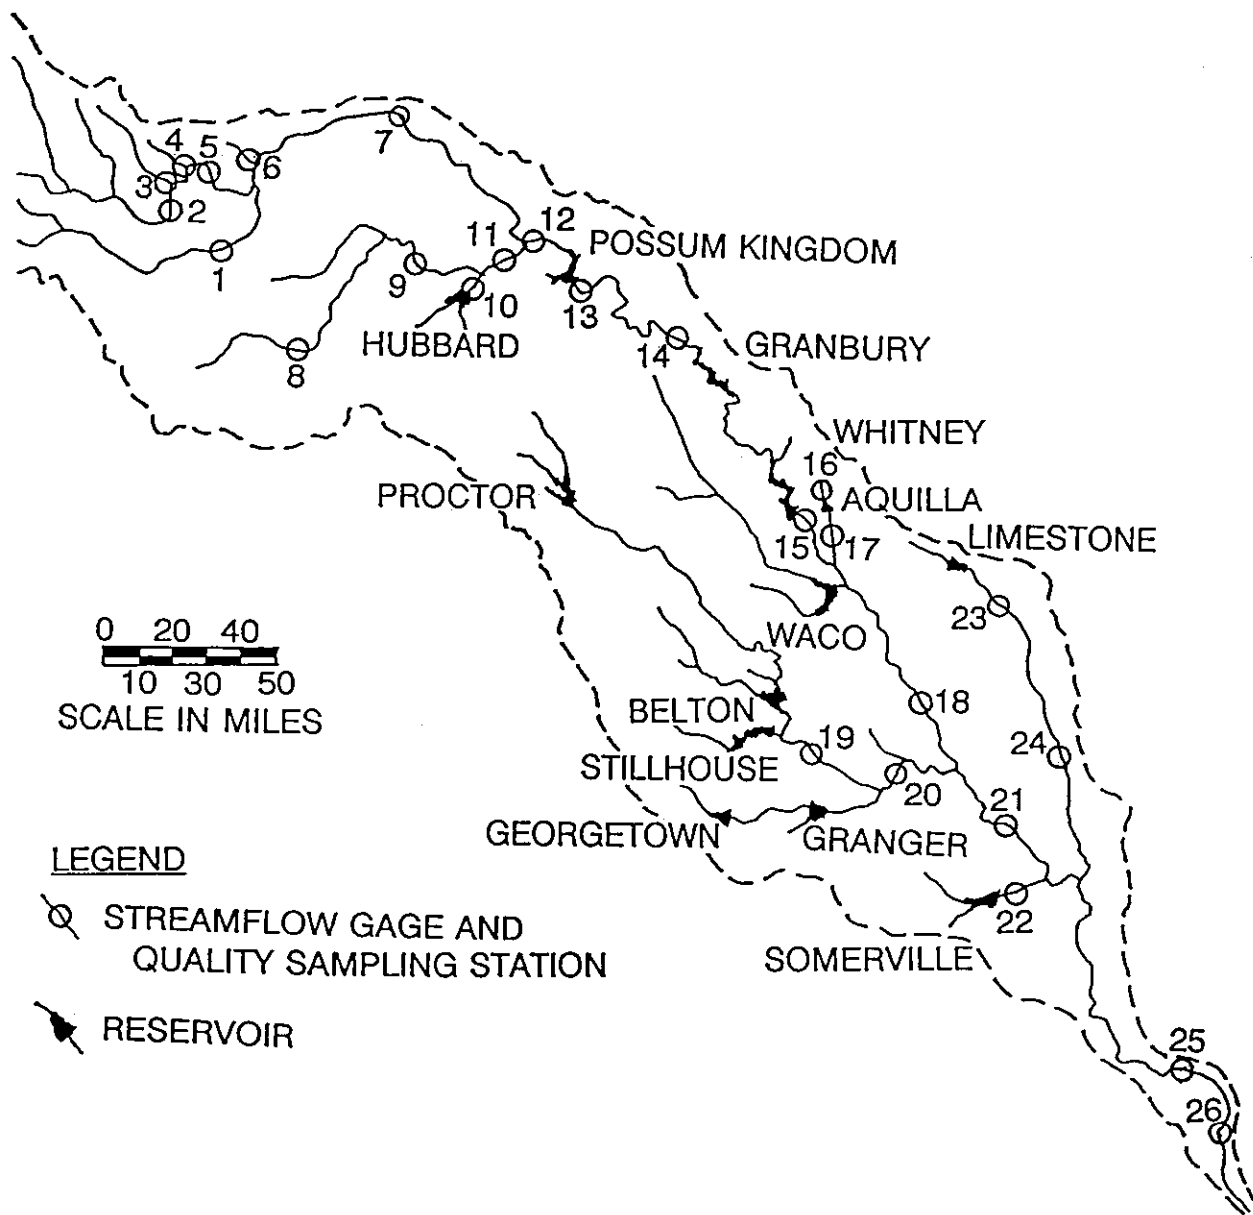 7
4
5
6
3
2
1
12
11
POSSUM KINGDOM
9
10
13
HUBBARD
14
GRANBURY
8
WHITNEY
16
PROCTOR
AQUILLA
15
17
LIMESTONE
23
0 20 40
10 30 50
SCALE IN MILES
WACO
BELTON
18
19
24
STILLHOUSE
20
21
GEORGETOWN
GRANGER
LEGEND
22
STREAMFLOW GAGE AND
QUALITY SAMPLING STATION
SOMERVILLE
RESERVOIR
25
26